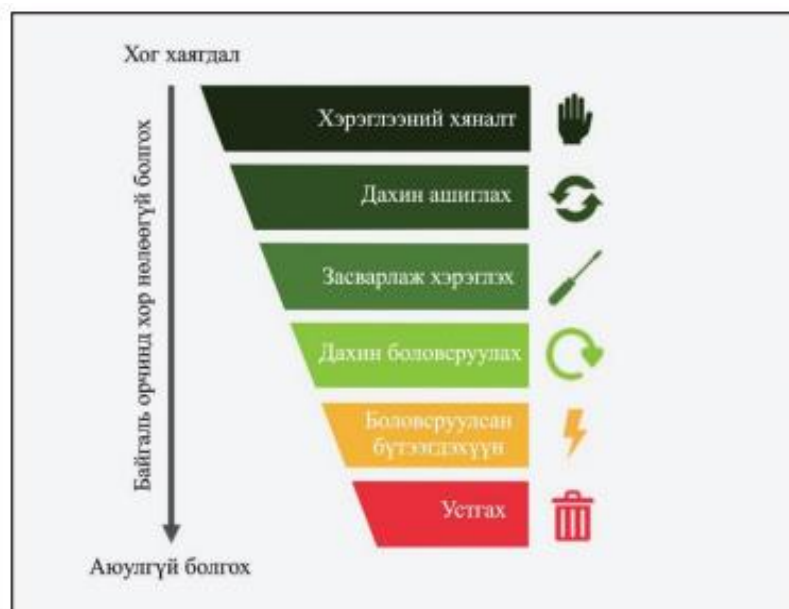 Хог хаягдал
Хэрэглээний хяналт
Дахин ашиглах
Засварлаж хэрэглэх
Дахин боловсруулах
Боловсруулсан
бүтээгдэхүүн
Устгах
Байгаль орчинд хор нөлөөгүй болгох
Аюулгүй болгох